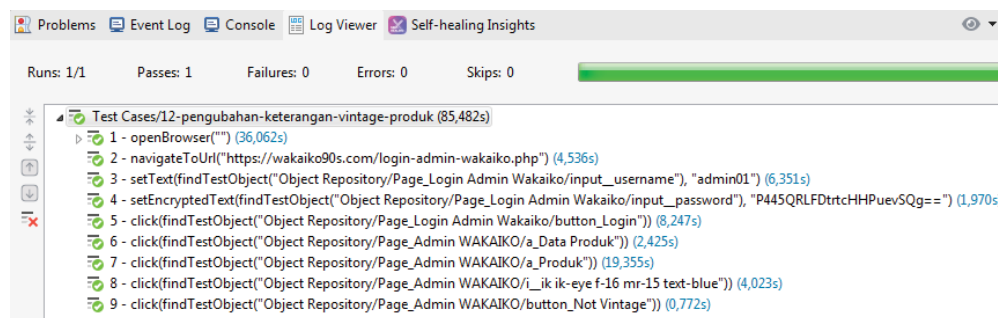 Problems Event Log Console Log Viewer Self-healing Insights
Runs: 1/1 Passes: 1 Failures: 0 Errors: 0 Skips: 0
Test Cases/12-pengubahan-keterangan-vintage-produk (85,482s)
1 - openBrowser("") (36,062s)
2 - navigateToUrl("https://wakaiko90s.com/login-admin-wakaiko.php") (4,536s)
3 - setText(findTestObject("Object Repository/Page_Login Admin Wakaiko/input__username"), "admin01") (6,351s)
4 - setEncryptedText(findTestObject("Object Repository/Page_Login Admin Wakaiko/input__password"), "P445QRLFDtrtcHHPuevSQg==") (1,970s
5 - click(findTestObject("Object Repository/Page_Login Admin Wakaiko/button_Login")) (8,247s)
6 - click(findTestObject("Object Repository/Page_Admin WAKAIKO/a_Data Produk")) (2,425s)
7 - click(findTestObject("Object Repository/Page_Admin WAKAIKO/a_Produk")) (19,355s)
8 - click(findTestObject("Object Repository/Page_Admin WAKAIKO/i__ik ik-eye f-16 mr-15 text-blue")) (4,023s)
9 - click(findTestObject("Object Repository/Page_Admin WAKAIKO/button_Not Vintage")) (0,772s)